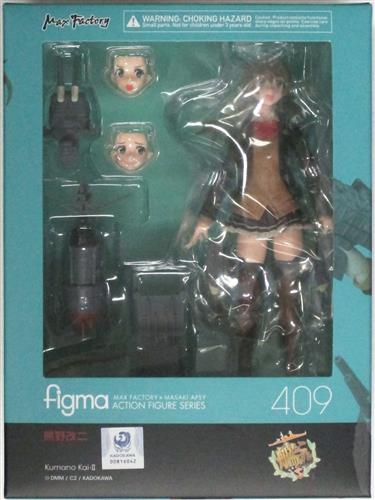 Max Factory
WARNING: CHOKING HAZARD
Small parts. Not for children under 3 years old.
figma
MAX FACTORY × MASAKI APSY
ACTION FIGURE SERIES
409
熊野改二
KADOKAWA
Kumano Kai-II
© DMM / C2 / KADOKAWA